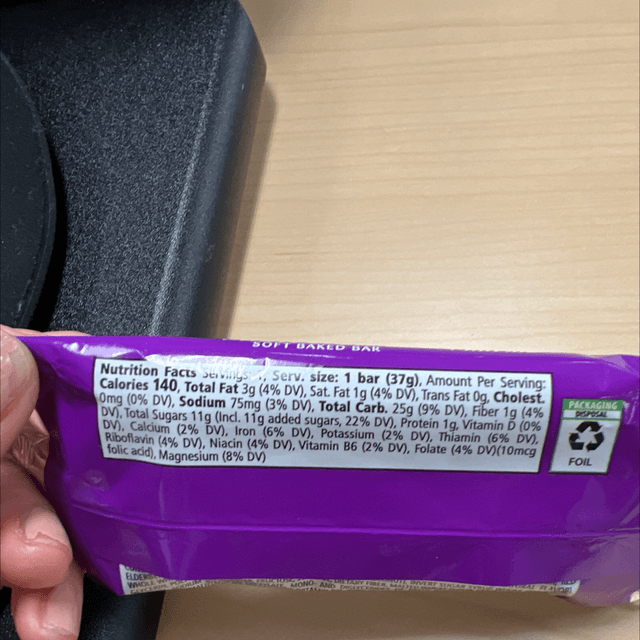 SOFT BAKED BAR
Nutrition Facts Servings: 1, Serv. size: 1 bar (37g), Amount Per Serving:
Calories 140, Total Fat 3g (4% DV), Sat. Fat 1g (4% DV), Trans Fat 0g, Cholest.
0mg (0% DV), Sodium 75mg (3% DV), Total Carb. 25g (9% DV), Fiber 1g (4%
DV), Total Sugars 11g (Incl. 11g added sugars, 22% DV), Protein 1g, Vitamin D (0%
DV), Calcium (2% DV), Iron (6% DV), Potassium (2% DV), Thiamin (6% DV),
Riboflavin (4% DV), Niacin (4% DV), Vitamin B6 (2% DV), Folate (4% DV)(10mcg
folic acid), Magnesium (8% DV)
PACKAGING
DISPOSAL
FOIL